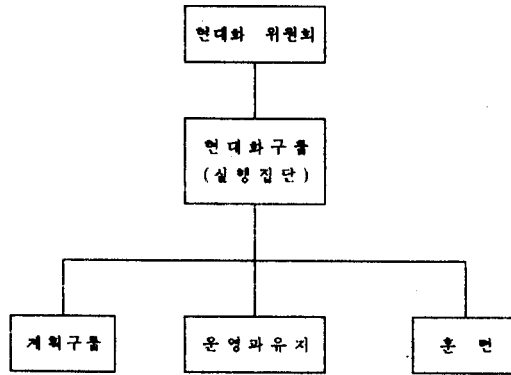 현대화 위원회
현대화구룹
(실행집단)
계획구룹
운영과유지
훈련